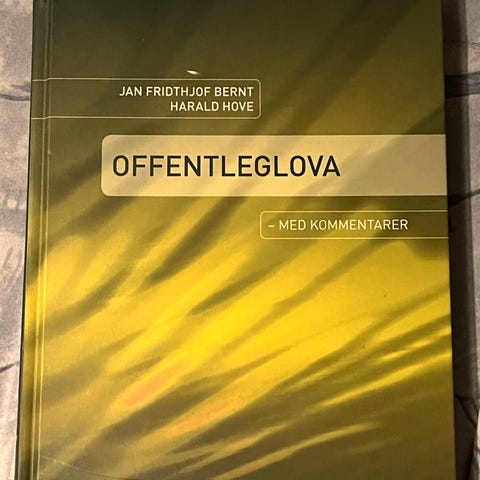 JAN FRIDTHJOF BERNT
HARALD HOVE
OFFENTLEGLOVA
– MED KOMMENTARER